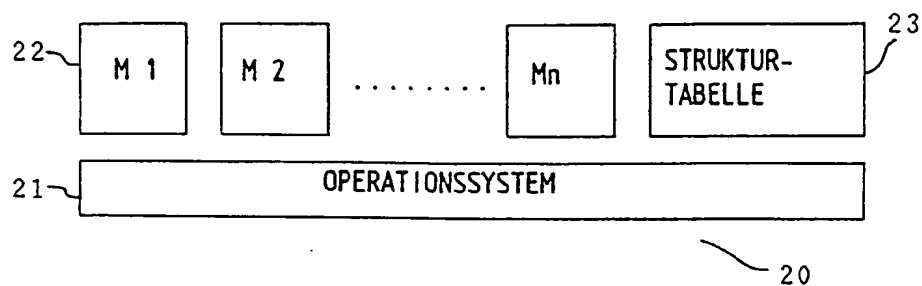 22
M 1
M 2
........
Mn
STRUKTUR-
TABELLE
23
21
OPERATIONSSYSTEM
20